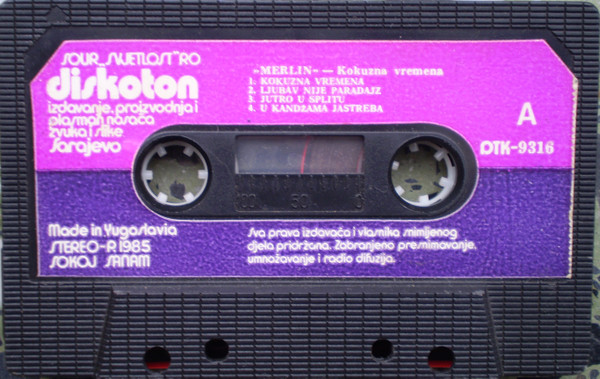 SOUR „SVJETLOST” RO
diskoton
izdavanje, proizvodnja i
plasman nosača
zvuka i slike
Sarajevo
»MERLIN« — Kokuzna vremena
1. KOKUZNA VREMENA
2. LJUBAV NIJE PARADAJZ
3. JUTRO U SPLITU
4. U KANDžAMA JASTREBA
A
DTK-9316
100 50 0
Made in Yugoslavia
STEREO-P. 1985.
SOKOJ SANAM
Sva prava izdavača i vlasnika snimljenog
djela pridržana. Zabranjeno presnimavanje,
umnožavanje i radio difuzija.